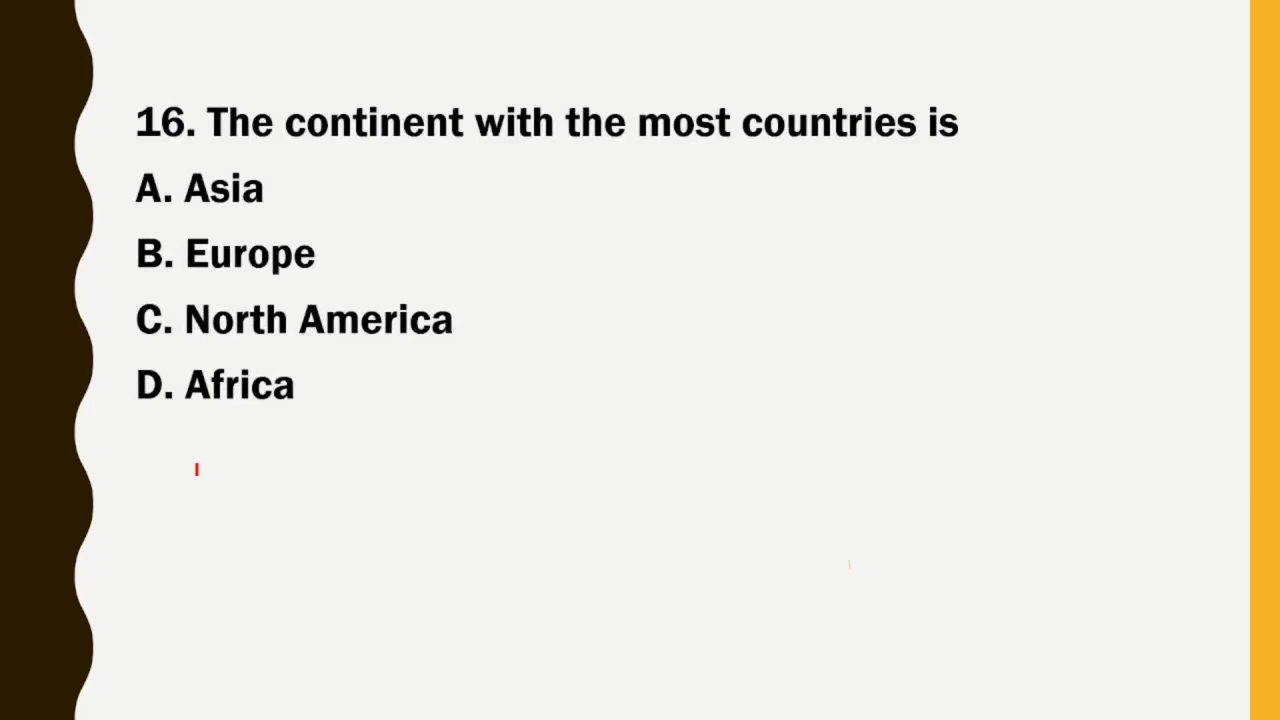 16. The continent with the most countries is
A. Asia
B. Europe
C. North America
D. Africa